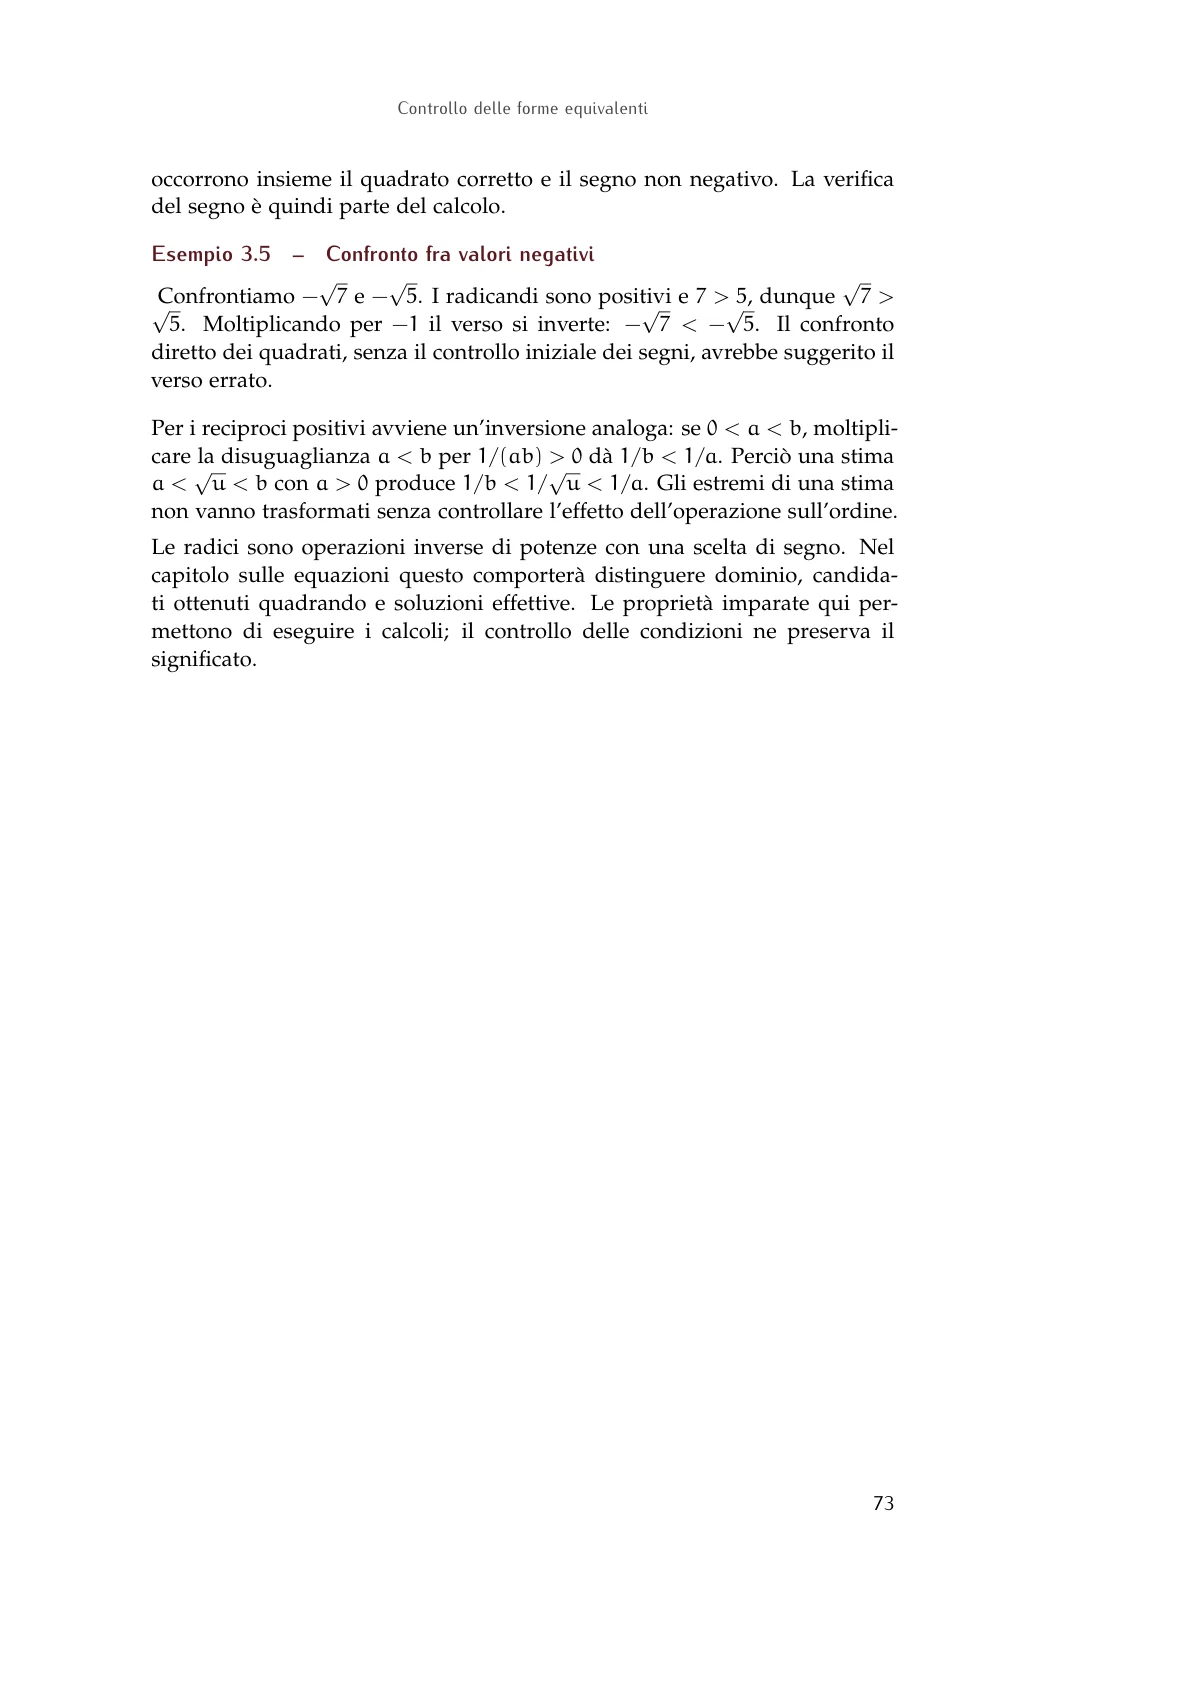 Controllo delle forme equivalenti
occorrono insieme il quadrato corretto e il segno non negativo. La verifica
del segno è quindi parte del calcolo.
Esempio 3.5 – Confronto fra valori negativi
Confrontiamo −√7 e −√5. I radicandi sono positivi e 7 > 5, dunque √7 >
√5. Moltiplicando per −1 il verso si inverte: −√7 < −√5. Il confronto
diretto dei quadrati, senza il controllo iniziale dei segni, avrebbe suggerito il
verso errato.
Per i reciproci positivi avviene un'inversione analoga: se 0 < a < b, moltipli-
care la disuguaglianza a < b per 1/(ab) > 0 dà 1/b < 1/a. Perciò una stima
a < √u < b con a > 0 produce 1/b < 1/√u < 1/a. Gli estremi di una stima
non vanno trasformati senza controllare l'effetto dell'operazione sull'ordine.
Le radici sono operazioni inverse di potenze con una scelta di segno. Nel
capitolo sulle equazioni questo comporterà distinguere dominio, candida-
ti ottenuti quadrando e soluzioni effettive. Le proprietà imparate qui per-
mettono di eseguire i calcoli; il controllo delle condizioni ne preserva il
significato.
73